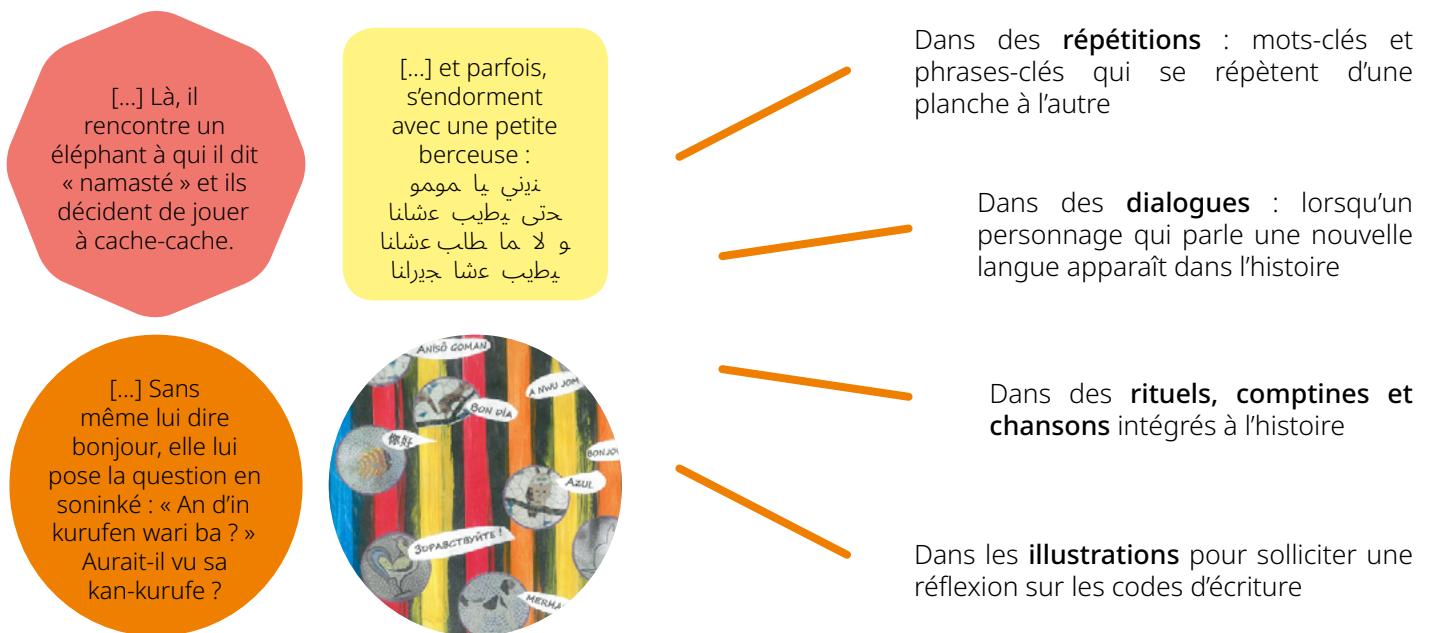 [...] Là, il
rencontre un
éléphant à qui il dit
« namasté » et ils
décident de jouer
à cache-cache.
[...] et parfois,
s'endorment
avec une petite
berceuse :
نيني يا مومو
حتى يطيب عشانا
و لا ما طاب عشانا
يطيب عشا جيرانا
[...] Sans
même lui dire
bonjour, elle lui
pose la question en
soninké : « An d'in
kurufen wari ba ? »
Aurait-il vu sa
kan-kurufe ?
ANISÔ GOMAN
A NWU JOM
BON DÍA
你好
BONJOU
AZUL
ЗДРАВСТВУЙТЕ !
MERHA
Dans des répétitions : mots-clés et
phrases-clés qui se répètent d'une
planche à l'autre
Dans des dialogues : lorsqu'un
personnage qui parle une nouvelle
langue apparaît dans l'histoire
Dans des rituels, comptines et
chansons intégrés à l'histoire
Dans les illustrations pour solliciter une
réflexion sur les codes d'écriture